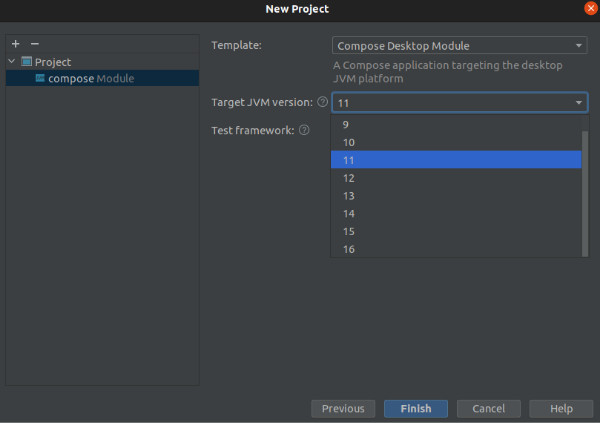 New Project
+ −
Project
compose Module
Template:
Compose Desktop Module
A Compose application targeting the desktop
JVM platform
Target JVM version: ?
11
Test framework: ?
9
10
11
12
13
14
15
16
Previous
Finish
Cancel
Help